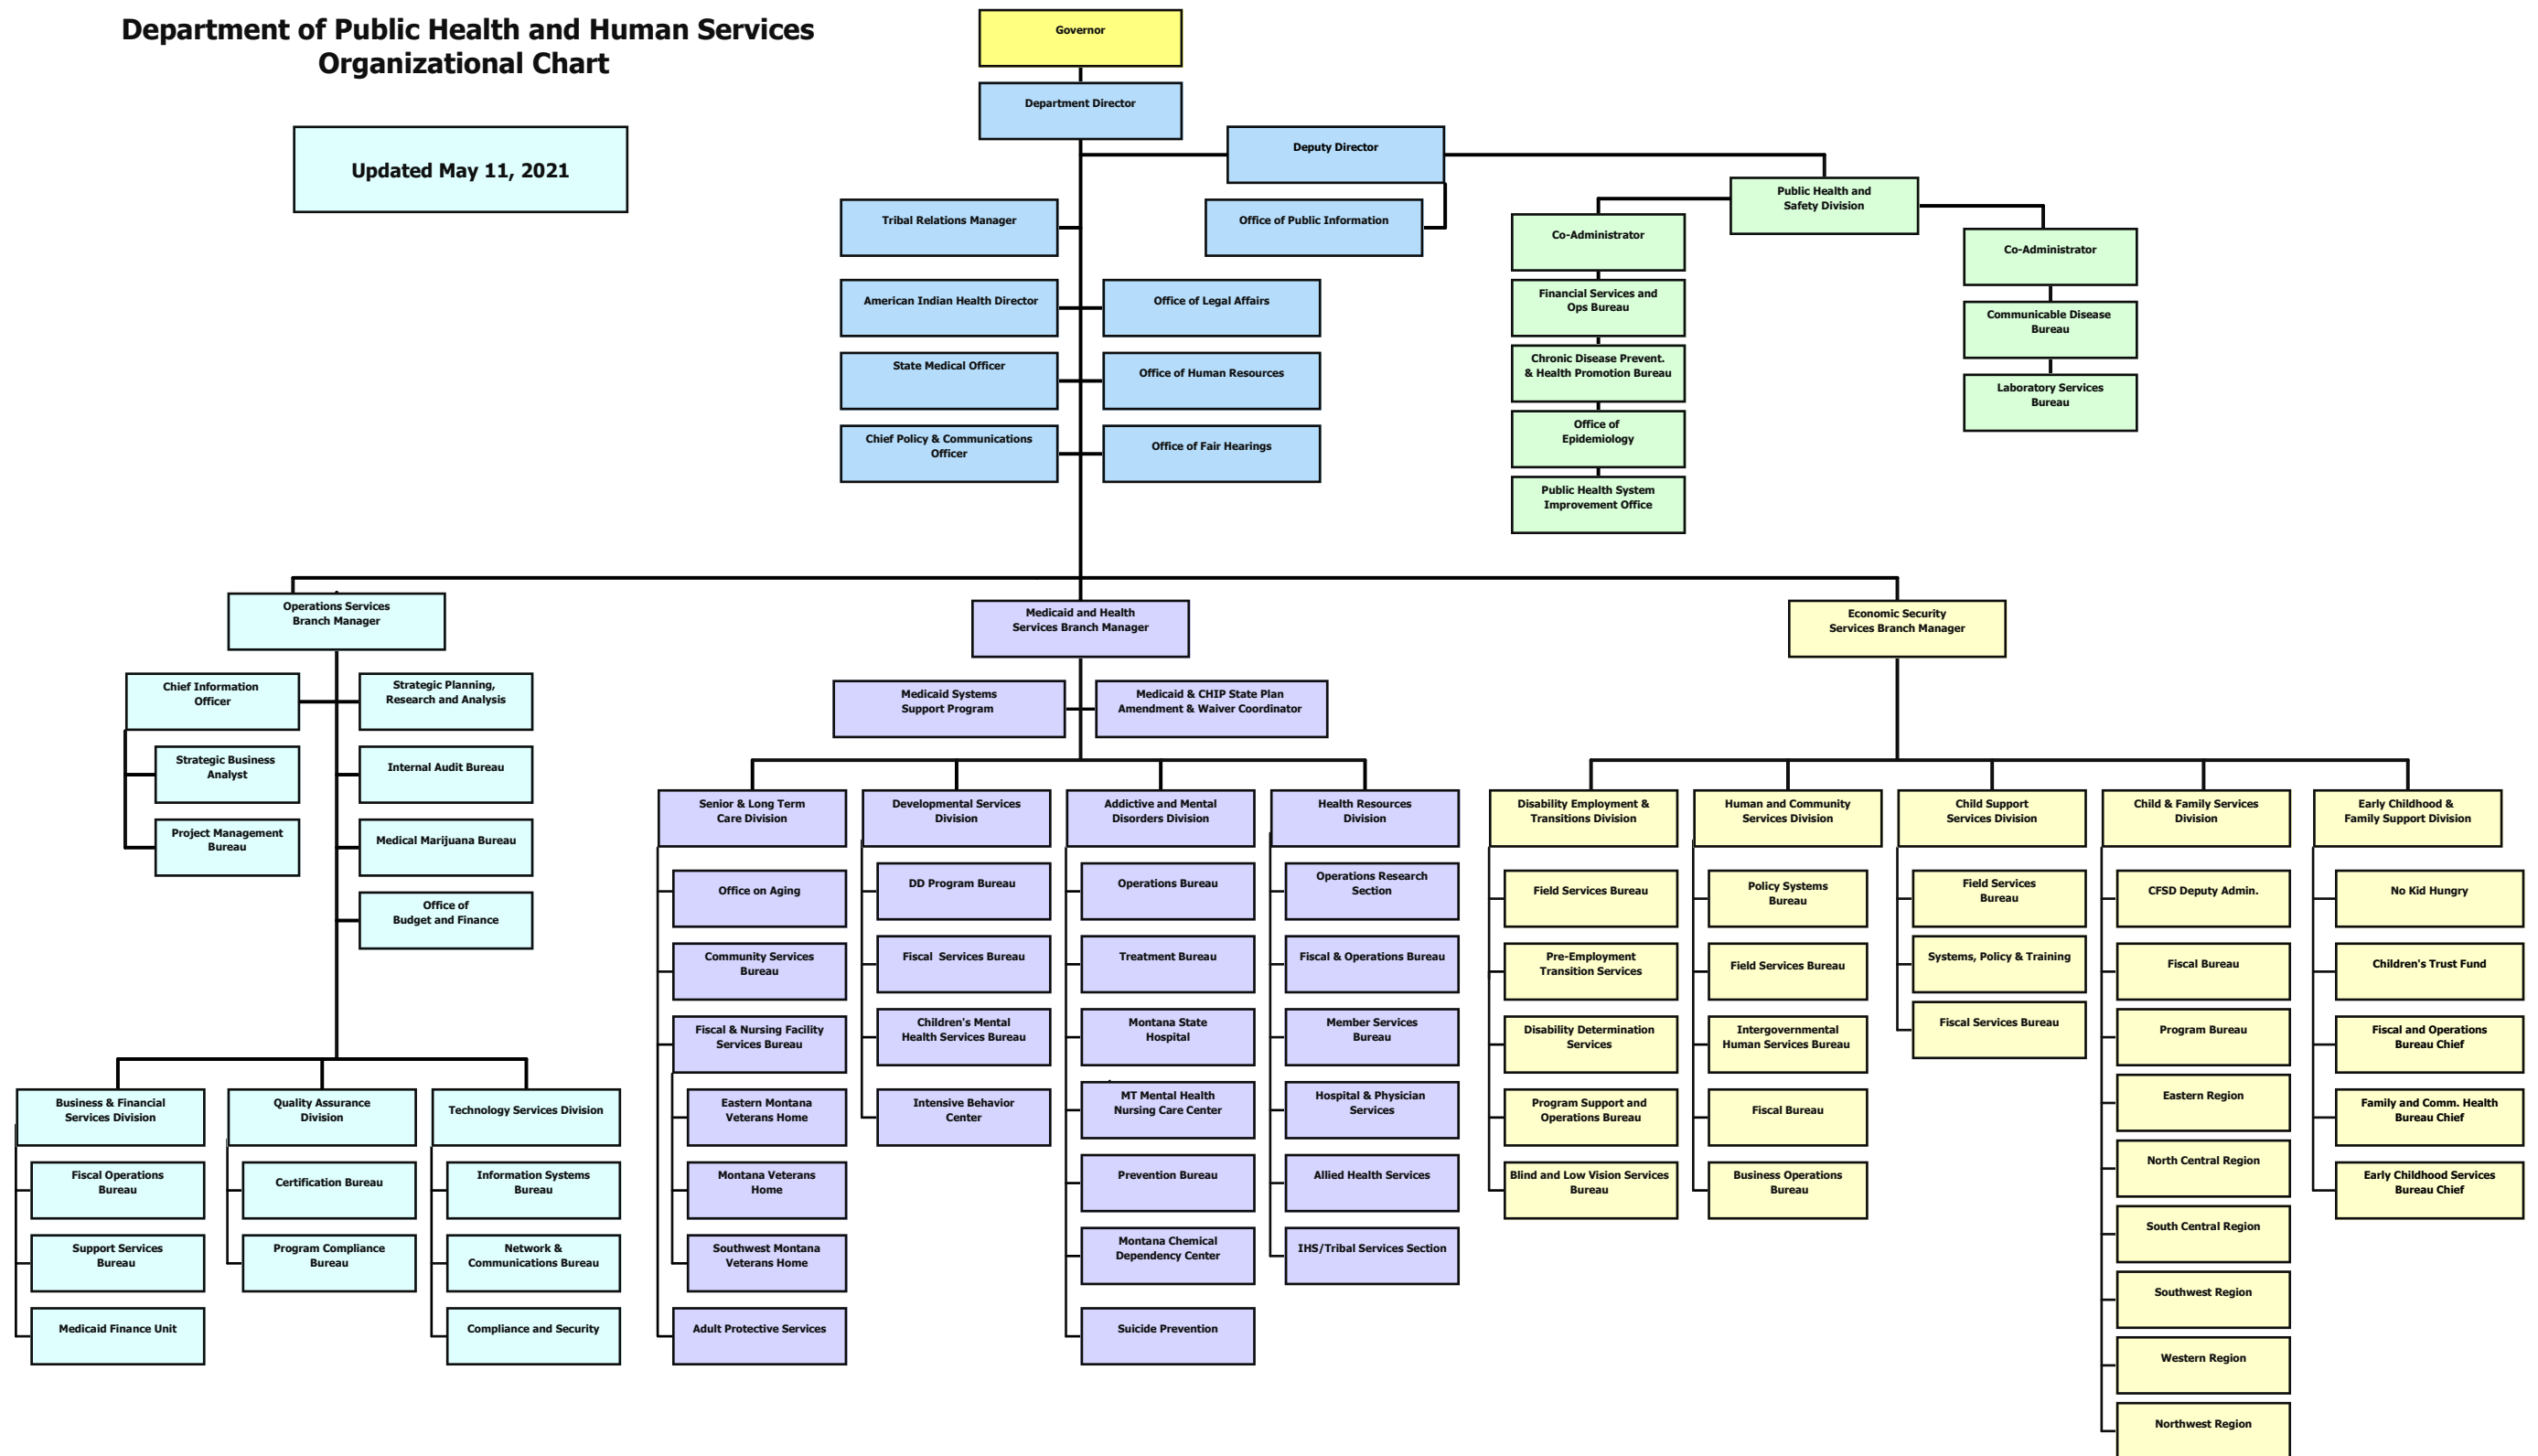 Department of Public Health and Human Services
Organizational Chart
Updated May 11, 2021
Governor
Department Director
Deputy Director
Tribal Relations Manager
Office of Public Information
American Indian Health Director
Office of Legal Affairs
State Medical Officer
Office of Human Resources
Chief Policy & Communications
Officer
Office of Fair Hearings
Public Health and
Safety Division
Co-Administrator
Financial Services and
Ops Bureau
Chronic Disease Prevent.
& Health Promotion Bureau
Office of
Epidemiology
Public Health System
Improvement Office
Co-Administrator
Communicable Disease
Bureau
Laboratory Services
Bureau
Operations Services
Branch Manager
Chief Information
Officer
Strategic Business
Analyst
Project Management
Bureau
Strategic Planning,
Research and Analysis
Internal Audit Bureau
Medical Marijuana Bureau
Office of
Budget and Finance
Business & Financial
Services Division
Fiscal Operations
Bureau
Support Services
Bureau
Medicaid Finance Unit
Quality Assurance
Division
Certification Bureau
Program Compliance
Bureau
Technology Services Division
Information Systems
Bureau
Network &
Communications Bureau
Compliance and Security
Medicaid and Health
Services Branch Manager
Medicaid Systems
Support Program
Medicaid & CHIP State Plan
Amendment & Waiver Coordinator
Senior & Long Term
Care Division
Office on Aging
Community Services
Bureau
Fiscal & Nursing Facility
Services Bureau
Eastern Montana
Veterans Home
Montana Veterans
Home
Southwest Montana
Veterans Home
Adult Protective Services
Developmental Services
Division
DD Program Bureau
Fiscal  Services Bureau
Children's Mental
Health Services Bureau
Intensive Behavior
Center
Addictive and Mental
Disorders Division
Operations Bureau
Treatment Bureau
Montana State
Hospital
MT Mental Health
Nursing Care Center
Prevention Bureau
Montana Chemical
Dependency Center
Suicide Prevention
Health Resources
Division
Operations Research
Section
Fiscal & Operations Bureau
Member Services
Bureau
Hospital & Physician
Services
Allied Health Services
IHS/Tribal Services Section
Economic Security
Services Branch Manager
Disability Employment &
Transitions Division
Field Services Bureau
Pre-Employment
Transition Services
Disability Determination
Services
Program Support and
Operations Bureau
Blind and Low Vision Services
Bureau
Human and Community
Services Division
Policy Systems
Bureau
Field Services Bureau
Intergovernmental
Human Services Bureau
Fiscal Bureau
Business Operations
Bureau
Child Support
Services Division
Field Services
Bureau
Systems, Policy & Training
Fiscal Services Bureau
Child & Family Services
Division
CFSD Deputy Admin.
Fiscal Bureau
Program Bureau
Eastern Region
North Central Region
South Central Region
Southwest Region
Western Region
Northwest Region
Early Childhood &
Family Support Division
No Kid Hungry
Children's Trust Fund
Fiscal and Operations
Bureau Chief
Family and Comm. Health
Bureau Chief
Early Childhood Services
Bureau Chief